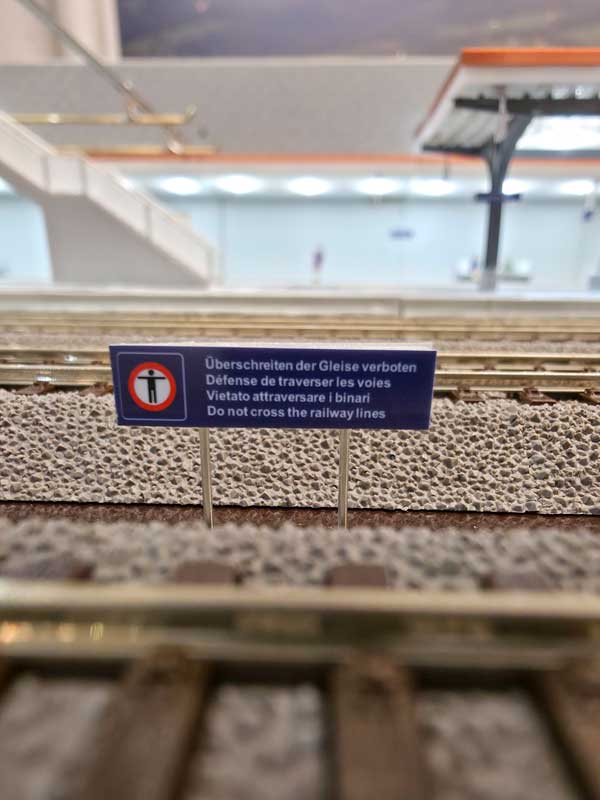 Überschreiten der Gleise verboten
Défense de traverser les voies
Vietato attraversare i binari
Do not cross the railway lines